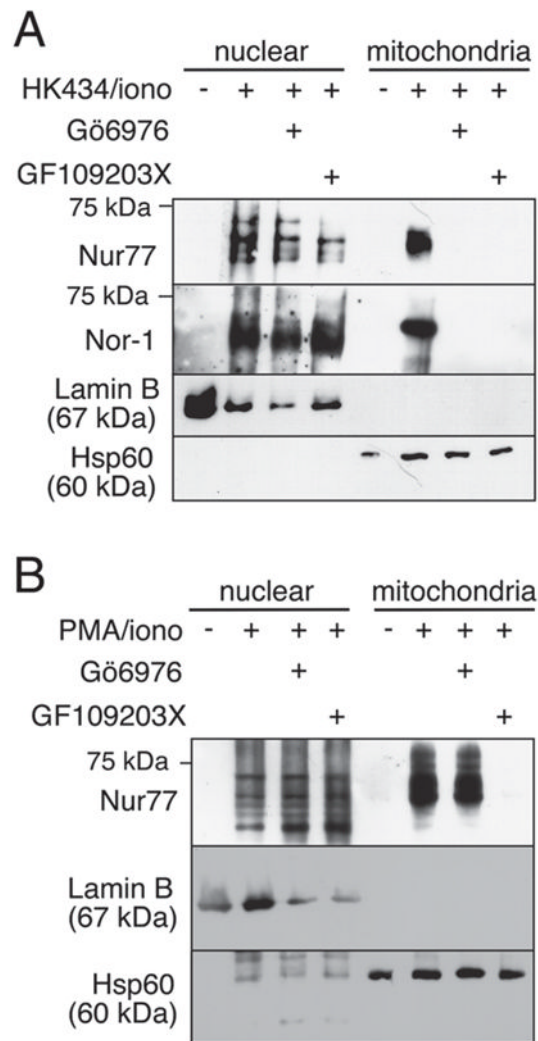 A
nuclear mitochondria
HK434/iono - + + + - + + +
Gö6976 + +
GF109203X + +
75 kDa
Nur77
75 kDa
Nor-1
Lamin B
(67 kDa)
Hsp60
(60 kDa)
B
nuclear mitochondria
PMA/iono - + + + - + + +
Gö6976 + +
GF109203X + +
75 kDa
Nur77
Lamin B
(67 kDa)
Hsp60
(60 kDa)